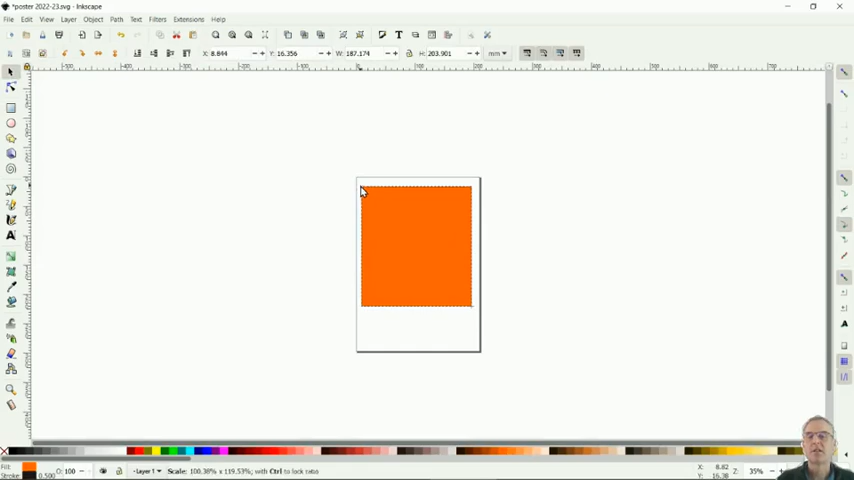 *poster 2022-23.svg - Inkscape
File Edit View Layer Object Path Text Filters Extensions Help
X: 8.844 Y: 16.356 W: 187.174 H: 203.901 mm
Fill: O: 100 Layer 1 Scale: 100.38% x 119.53%; with Ctrl to lock ratio X: 8.82 Z: 35%
Stroke: 0.500 Y: 16.38